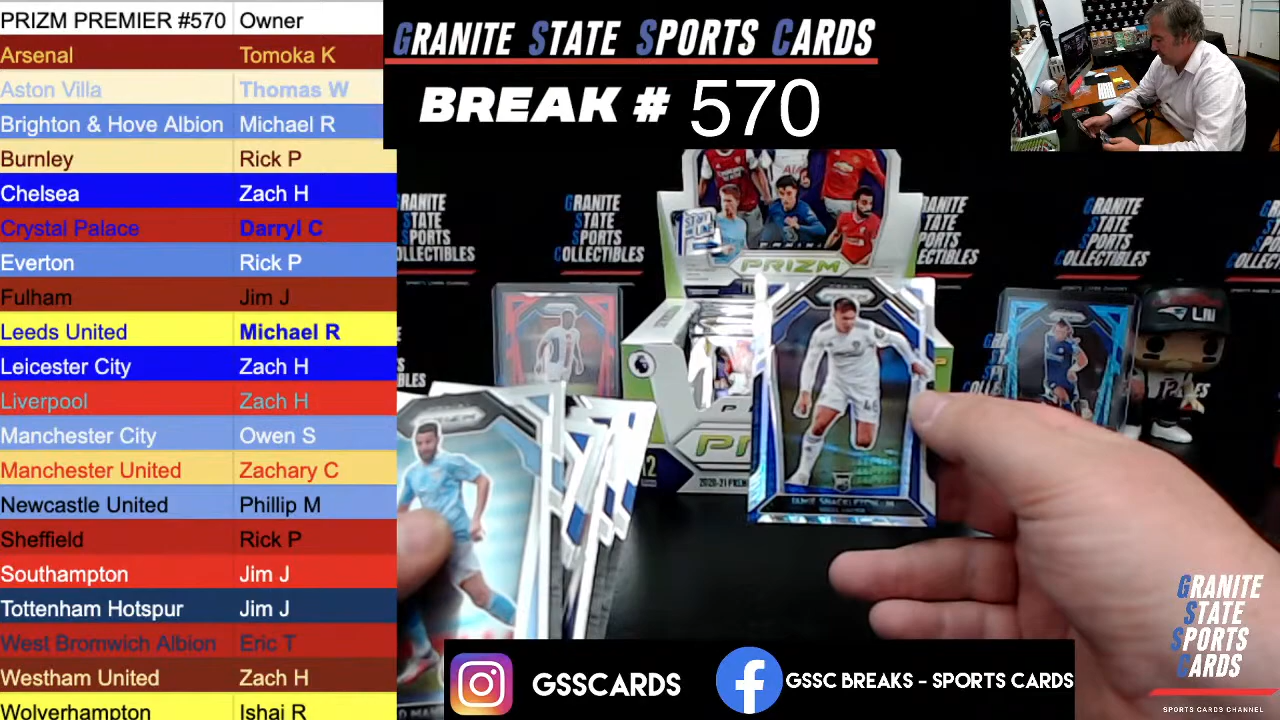 PRIZM PREMIER #570 Owner
Arsenal Tomoka K
Aston Villa Thomas W
Brighton & Hove Albion Michael R
Burnley Rick P
Chelsea Zach H
Crystal Palace Darryl C
Everton Rick P
Fulham Jim J
Leeds United Michael R
Leicester City Zach H
Liverpool Zach H
Manchester City Owen S
Manchester United Zachary C
Newcastle United Phillip M
Sheffield Rick P
Southampton Jim J
Tottenham Hotspur Jim J
West Bromwich Albion Eric T
Westham United Zach H
Wolverhampton Ishai R
GRANITE STATE SPORTS CARDS
BREAK # 570
GRANITE
STATE
SPORTS
COLLECTIBLES
PRIZM
GSSCARDS
GSSC BREAKS - SPORTS CARDS
GRANITE
STATE
SPORTS
CARDS
SPORTS CARDS CHANNEL